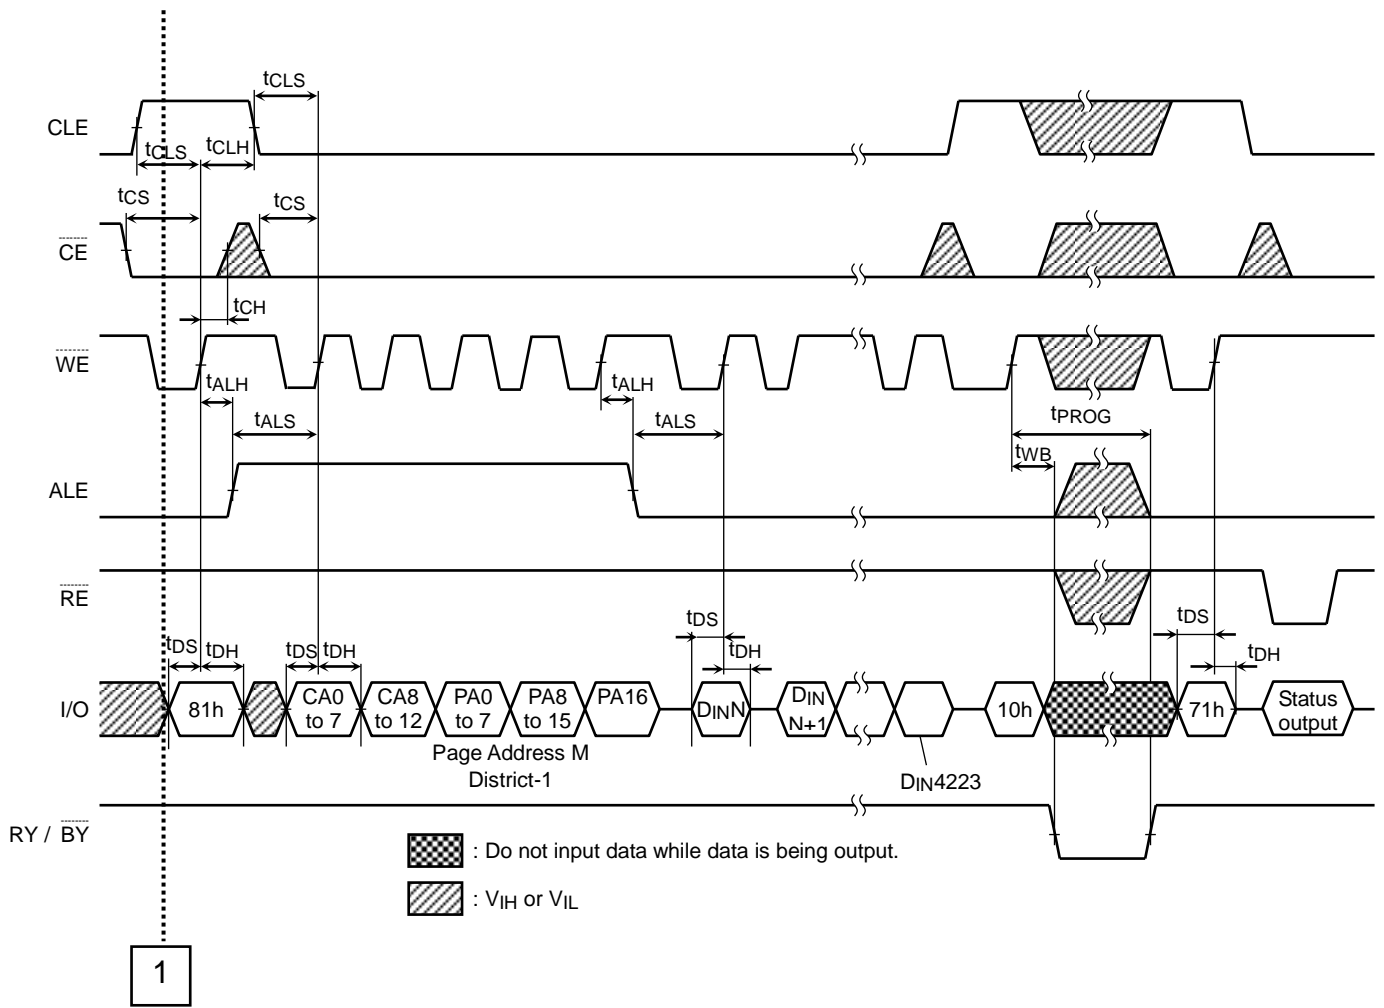 tCLS
CLE
tCLS tCLH
tCS tCS
CE
tCH
WE
tALH tALH
tALS tALS tPROG
tWB
ALE
RE
tDS tDH tDS tDH tDS tDH tDS tDH
I/O 81h CA0 to 7 CA8 to 12 PA0 to 7 PA8 to 15 PA16 DINN DIN N+1 10h 71h Status output
Page Address M
District-1
DIN4223
RY / BY
: Do not input data while data is being output.
: VIH or VIL
1